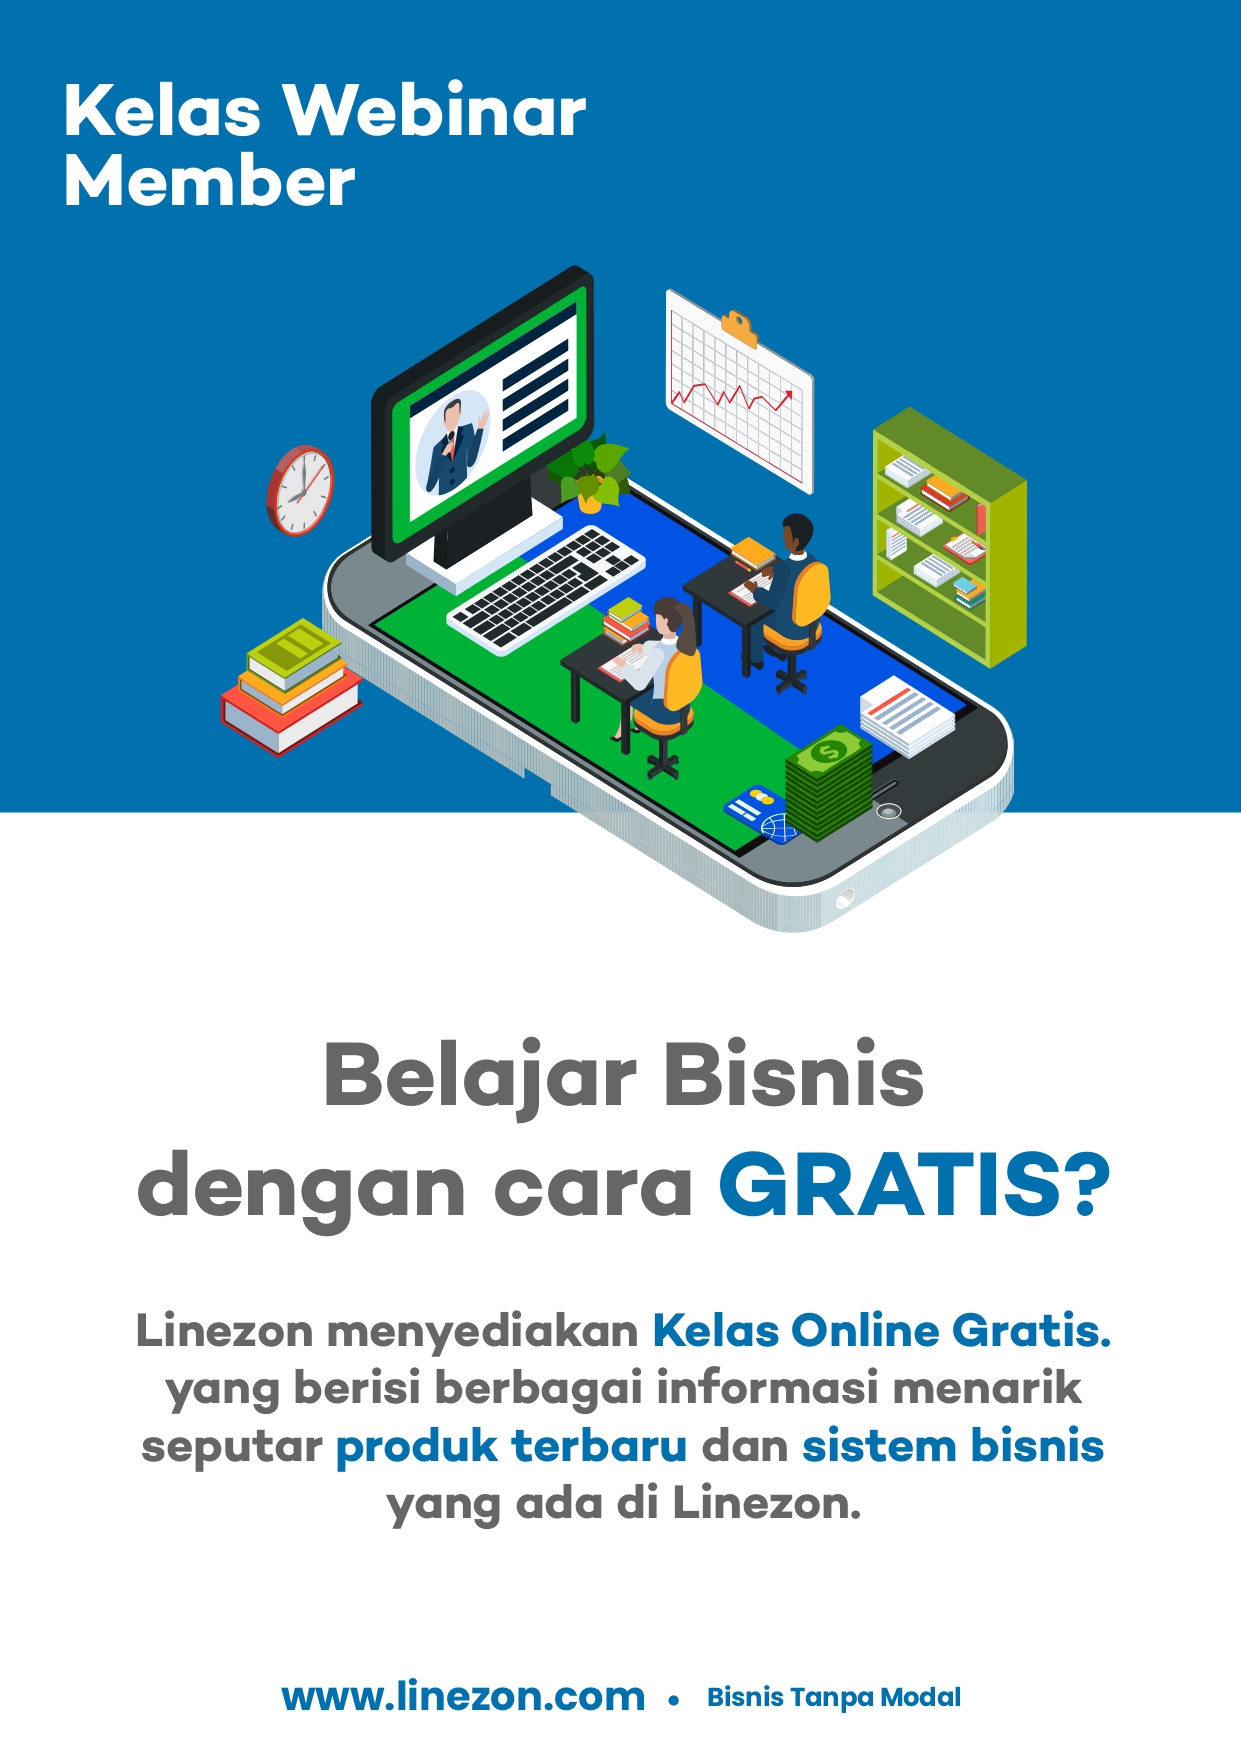 Kelas Webinar
Member
Belajar Bisnis
dengan cara GRATIS?
Linezon menyediakan Kelas Online Gratis.
yang berisi berbagai informasi menarik
seputar produk terbaru dan sistem bisnis
yang ada di Linezon.
www.linezon.com • Bisnis Tanpa Modal